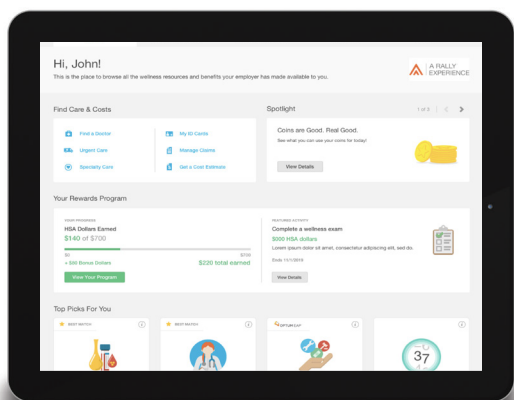 Hi, John!
This is the place to browse all the wellness resources and benefits your employer has made available to you.
A RALLY
EXPERIENCE
Find Care & Costs
Find a Doctor
My ID Cards
Urgent Care
Manage Claims
Specialty Care
Get a Cost Estimate
Spotlight
1 of 3
Coins are Good. Real Good.
See what you can use your coins for today!
View Details
Your Rewards Program
YOUR PROGRESS
HSA Dollars Earned
$140 of $700
$0
$700
$220 total earned
View Your Program
FEATURED ACTIVITY
Complete a wellness exam
$000 HSA dollars
Lorem ipsum dolor sit amet, consectetur adipiscing elit, sed do.
Ends 11/1/2019
View Details
Top Picks For You
BEST MATCH
BEST MATCH
37